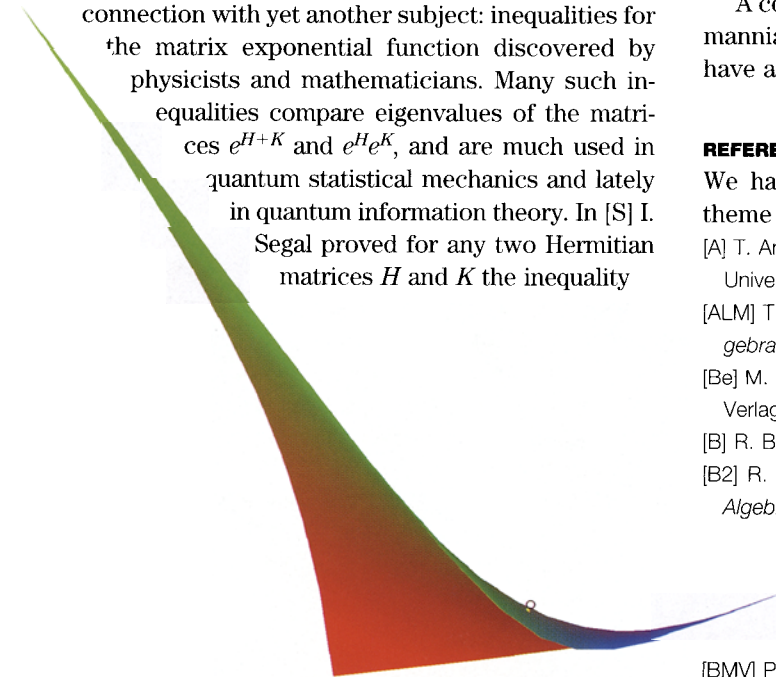 connection with yet another subject: inequalities for
the matrix exponential function discovered by
physicists and mathematicians. Many such in-
equalities compare eigenvalues of the matri-
ces e^{H+K} and e^He^K, and are much used in
quantum statistical mechanics and lately
in quantum information theory. In [S] I.
Segal proved for any two Hermitian
matrices H and K the inequality
A co
mannia
have a
REFERE
We ha
theme
[A] T. An
Unive
[ALM] T
gebra
[Be] M.
Verlag
[B] R. B
[B2] R.
Algeb
[BMV] P